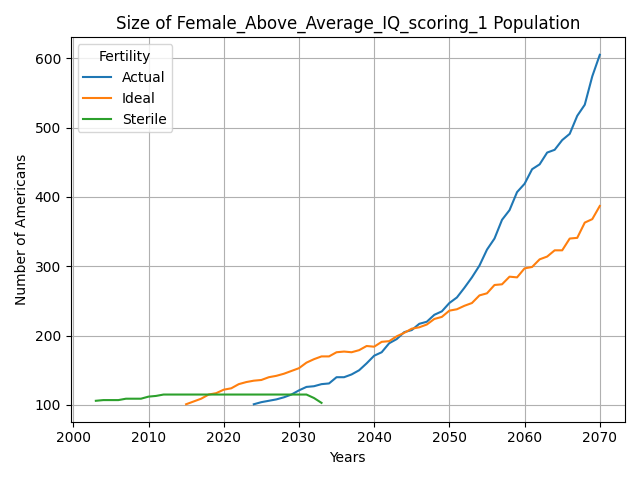 Size of Female_Above_Average_IQ_scoring_1 Population
Fertility
Actual
Ideal
Sterile
Number of Americans
600
500
400
300
200
100
2000 2010 2020 2030 2040 2050 2060 2070
Years